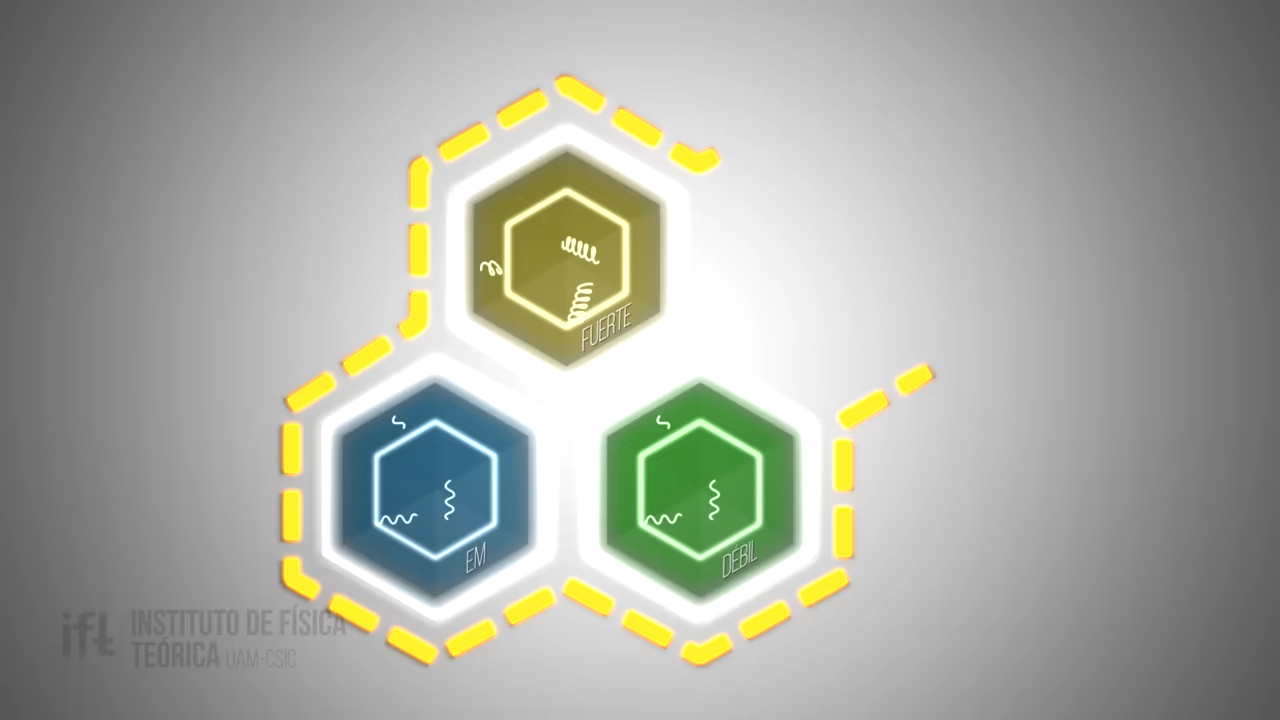 FUERTE
EM
DÉBIL
ift
INSTITUTO DE FÍSICA
TEÓRICA UAM-CSIC